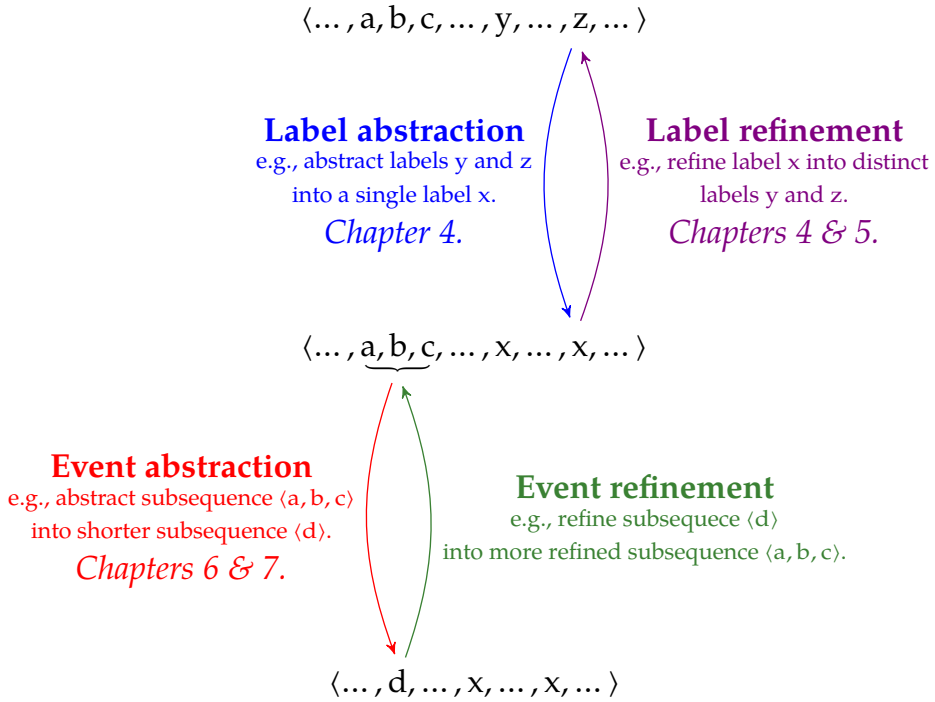 ⟨… , a, b, c, … , y, … , z, … ⟩
Label abstraction
e.g., abstract labels y and z
into a single label x.
Chapter 4.
Label refinement
e.g., refine label x into distinct
labels y and z.
Chapters 4 & 5.
⟨… , a, b, c, … , x, … , x, … ⟩
Event abstraction
e.g., abstract subsequence ⟨a, b, c⟩
into shorter subsequence ⟨d⟩.
Chapters 6 & 7.
Event refinement
e.g., refine subsequece ⟨d⟩
into more refined subsequence ⟨a, b, c⟩.
⟨… , d, … , x, … , x, … ⟩